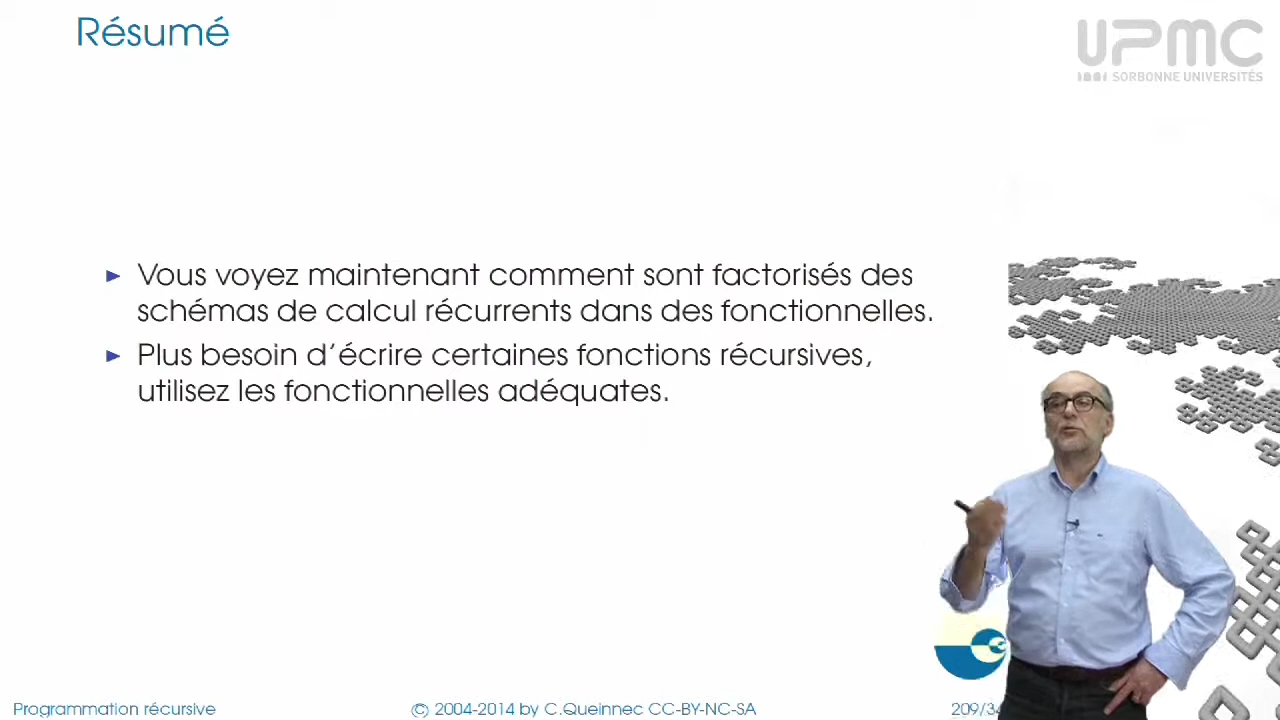 Résumé
UPMC
SORBONNE UNIVERSITÉS
► Vous voyez maintenant comment sont factorisés des
schémas de calcul récurrents dans des fonctionnelles.
► Plus besoin d'écrire certaines fonctions récursives,
utilisez les fonctionnelles adéquates.
Programmation récursive
© 2004-2014 by C.Queinnec CC-BY-NC-SA
209/34